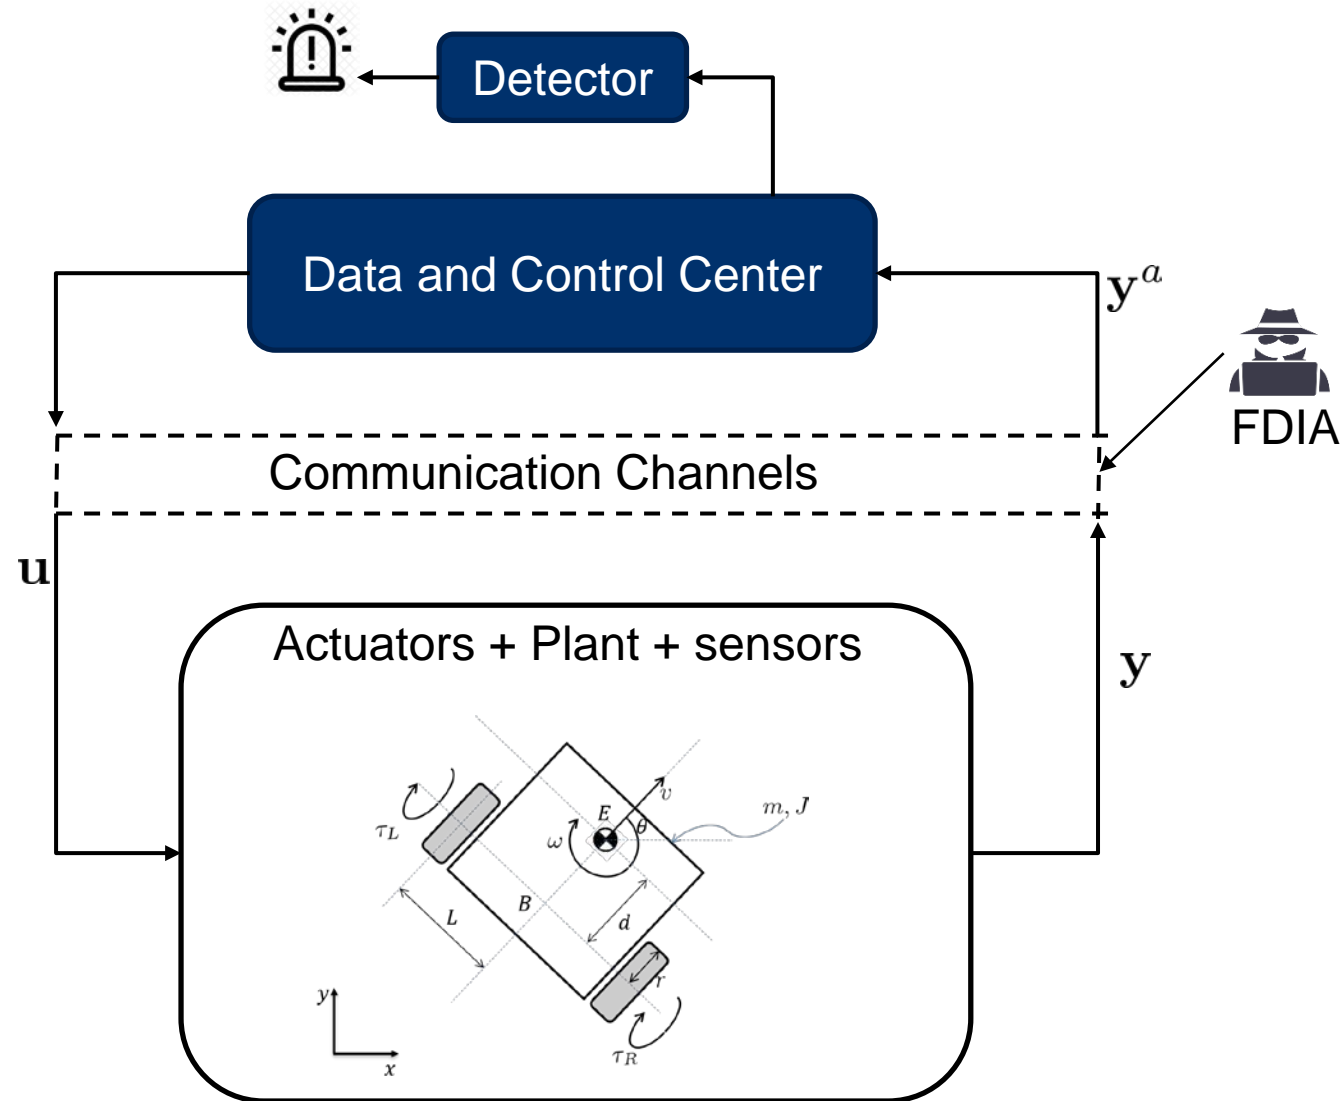 !
Detector
Data and Control Center
y^a
FDIA
Communication Channels
u
Actuators + Plant + sensors
y
v
m, J
E
θ
τ_L
ω
B
L
d
r
y
τ_R
x